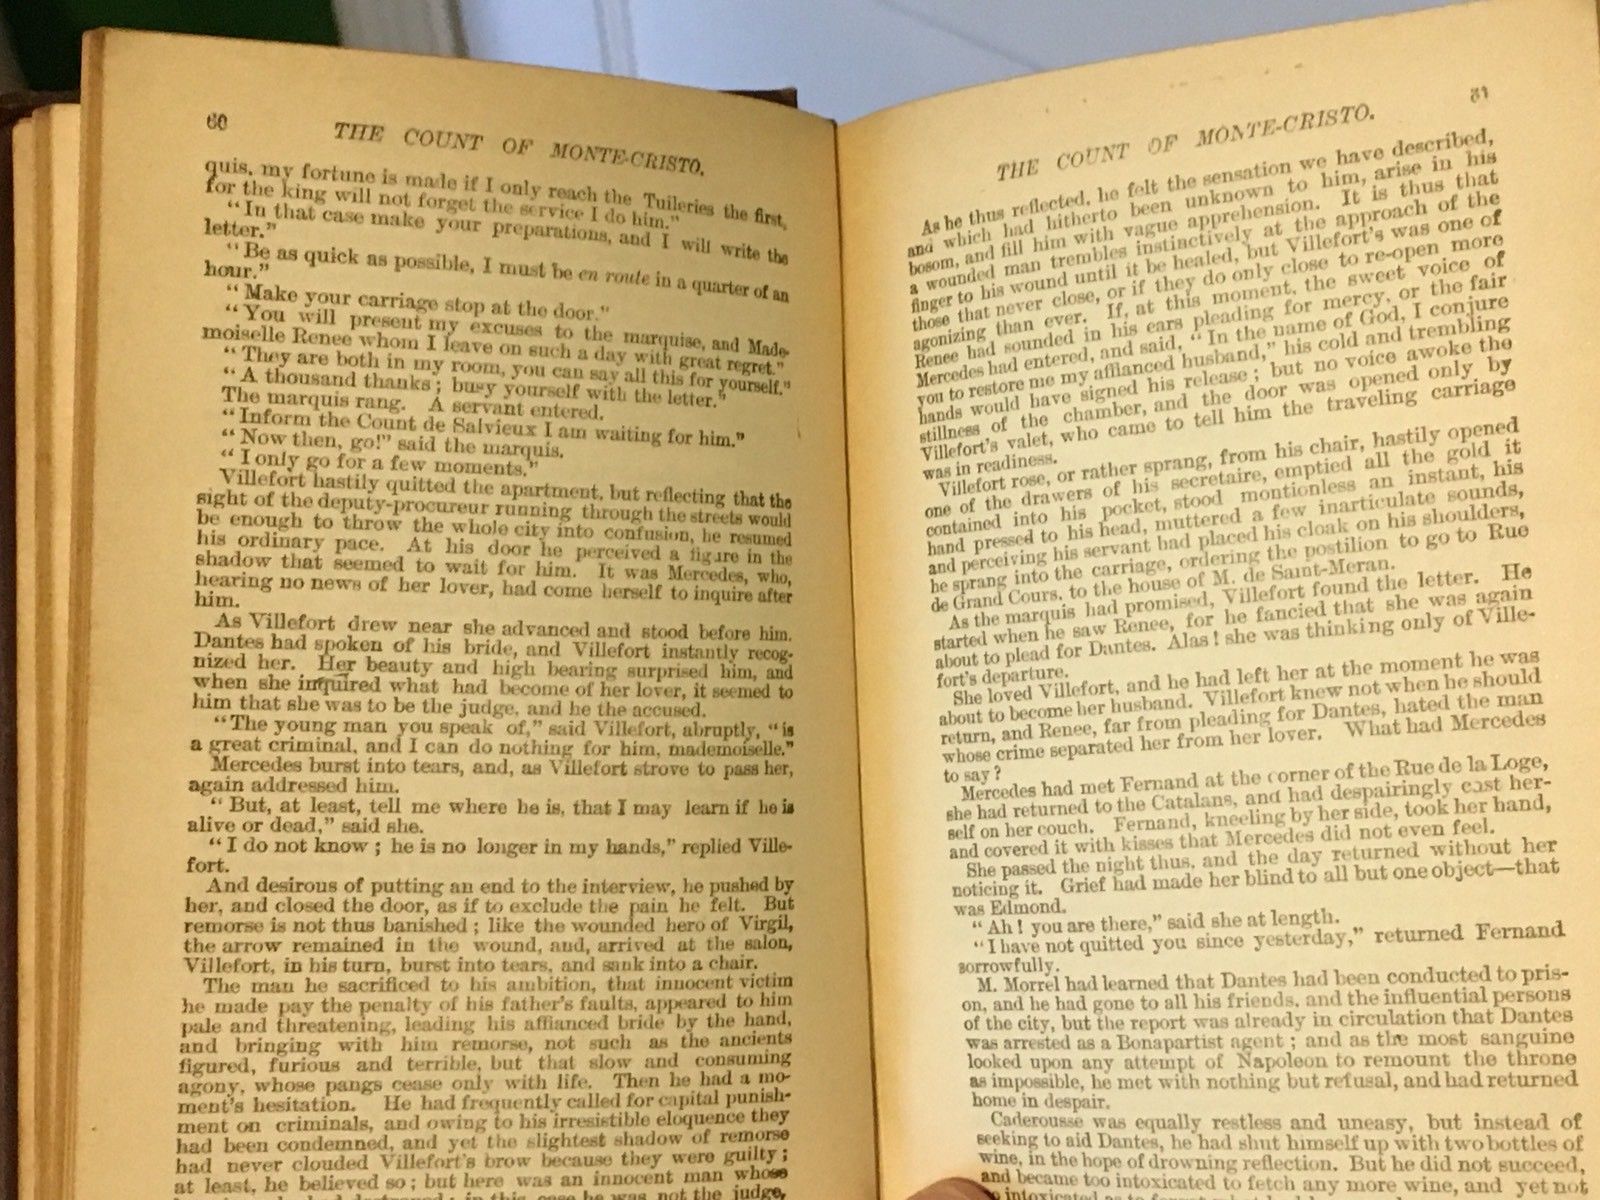 60
THE COUNT OF MONTE-CRISTO.
quis, my fortune is made if I only reach the Tuileries the first,
for the king will not forget the service I do him."
"In that case make your preparations, and I will write the
letter."
"Be as quick as possible, I must be en route in a quarter of an
hour."
"Make your carriage stop at the door."
"You will present my excuses to the marquise, and Made-
moiselle Renee whom I leave on such a day with great regret."
"They are both in my room, you can say all this for yourself."
"A thousand thanks; busy yourself with the letter."
The marquis rang. A servant entered.
"Inform the Count de Salvieux I am waiting for him."
"Now then, go!" said the marquis.
"I only go for a few moments."
Villefort hastily quitted the apartment, but reflecting that the
sight of the deputy-procureur running through the streets would
be enough to throw the whole city into confusion, he resumed
his ordinary pace. At his door he perceived a figure in the
shadow that seemed to wait for him. It was Mercedes, who,
hearing no news of her lover, had come herself to inquire after
him.
As Villefort drew near she advanced and stood before him.
Dantes had spoken of his bride, and Villefort instantly recog-
nized her. Her beauty and high bearing surprised him, and
when she inquired what had become of her lover, it seemed to
him that she was to be the judge, and he the accused.
"The young man you speak of," said Villefort, abruptly, "is
a great criminal, and I can do nothing for him, mademoiselle."
Mercedes burst into tears, and, as Villefort strove to pass her,
again addressed him.
"But, at least, tell me where he is, that I may learn if he is
alive or dead," said she.
"I do not know; he is no longer in my hands," replied Ville-
fort.
And desirous of putting an end to the interview, he pushed by
her, and closed the door, as if to exclude the pain he felt. But
remorse is not thus banished; like the wounded hero of Virgil,
the arrow remained in the wound, and, arrived at the salon,
Villefort, in his turn, burst into tears, and sank into a chair.
The man he sacrificed to his ambition, that innocent victim
he made pay the penalty of his father's faults, appeared to him
pale and threatening, leading his affianced bride by the hand,
and bringing with him remorse, not such as the ancients
figured, furious and terrible, but that slow and consuming
agony, whose pangs cease only with life. Then he had a mo-
ment's hesitation. He had frequently called for capital punish-
ment on criminals, and owing to his irresistible eloquence they
had been condemned, and yet the slightest shadow of remorse
had never clouded Villefort's brow because they were guilty;
at least, he believed so; but here was an innocent man whose
in this case he was not the judge,
THE COUNT OF MONTE-CRISTO.
As he thus reflected, he felt the sensation we have described,
and which had hitherto been unknown to him, arise in his
bosom, and fill him with vague apprehension. It is thus that
a wounded man trembles instinctively at the approach of the
finger to his wound until it be healed, but Villefort's was one of
those that never close, or if they do only close to re-open more
agonizing than ever. If, at this moment, the sweet voice of
Renee had sounded in his ears pleading for mercy, or the fair
Mercedes had entered, and said, "In the name of God, I conjure
you to restore me my affianced husband," his cold and trembling
hands would have signed his release; but no voice awoke the
stillness of the chamber, and the door was opened only by
Villefort's valet, who came to tell him the traveling carriage
was in readiness.
Villefort rose, or rather sprang, from his chair, hastily opened
one of the drawers of his secretaire, emptied all the gold it
contained into his pocket, stood montionless an instant, his
hand pressed to his head, muttered a few inarticulate sounds,
and perceiving his servant had placed his cloak on his shoulders,
he sprang into the carriage, ordering the postilion to go to Rue
de Grand Cours, to the house of M. de Saint-Meran.
As the marquis had promised, Villefort found the letter. He
started when he saw Renee, for he fancied that she was again
about to plead for Dantes. Alas! she was thinking only of Ville-
fort's departure.
She loved Villefort, and he had left her at the moment he was
about to become her husband. Villefort knew not when he should
return, and Renee, far from pleading for Dantes, hated the man
whose crime separated her from her lover. What had Mercedes
to say?
Mercedes had met Fernand at the corner of the Rue de la Loge,
she had returned to the Catalans, and had despairingly cast her-
self on her couch. Fernand, kneeling by her side, took her hand,
and covered it with kisses that Mercedes did not even feel.
She passed the night thus, and the day returned without her
noticing it. Grief had made her blind to all but one object—that
was Edmond.
"Ah! you are there," said she at length.
"I have not quitted you since yesterday," returned Fernand
sorrowfully.
M. Morrel had learned that Dantes had been conducted to pris-
on, and he had gone to all his friends, and the influential persons
of the city, but the report was already in circulation that Dantes
was arrested as a Bonapartist agent; and as the most sanguine
looked upon any attempt of Napoleon to remount the throne
as impossible, he met with nothing but refusal, and had returned
home in despair.
Caderousse was equally restless and uneasy, but instead of
seeking to aid Dantes, he had shut himself up with two bottles of
wine, in the hope of drowning reflection. But he did not succeed,
and became too intoxicated to fetch any more wine, and yet not
intoxicated